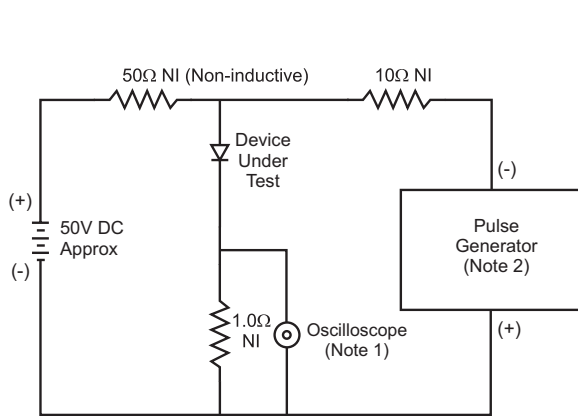 50Ω NI (Non-inductive)
10Ω NI
Device
Under
Test
(-)
(+)
50V DC
Approx
(-)
Pulse
Generator
(Note 2)
1.0Ω
NI
Oscilloscope
(Note 1)
(+)